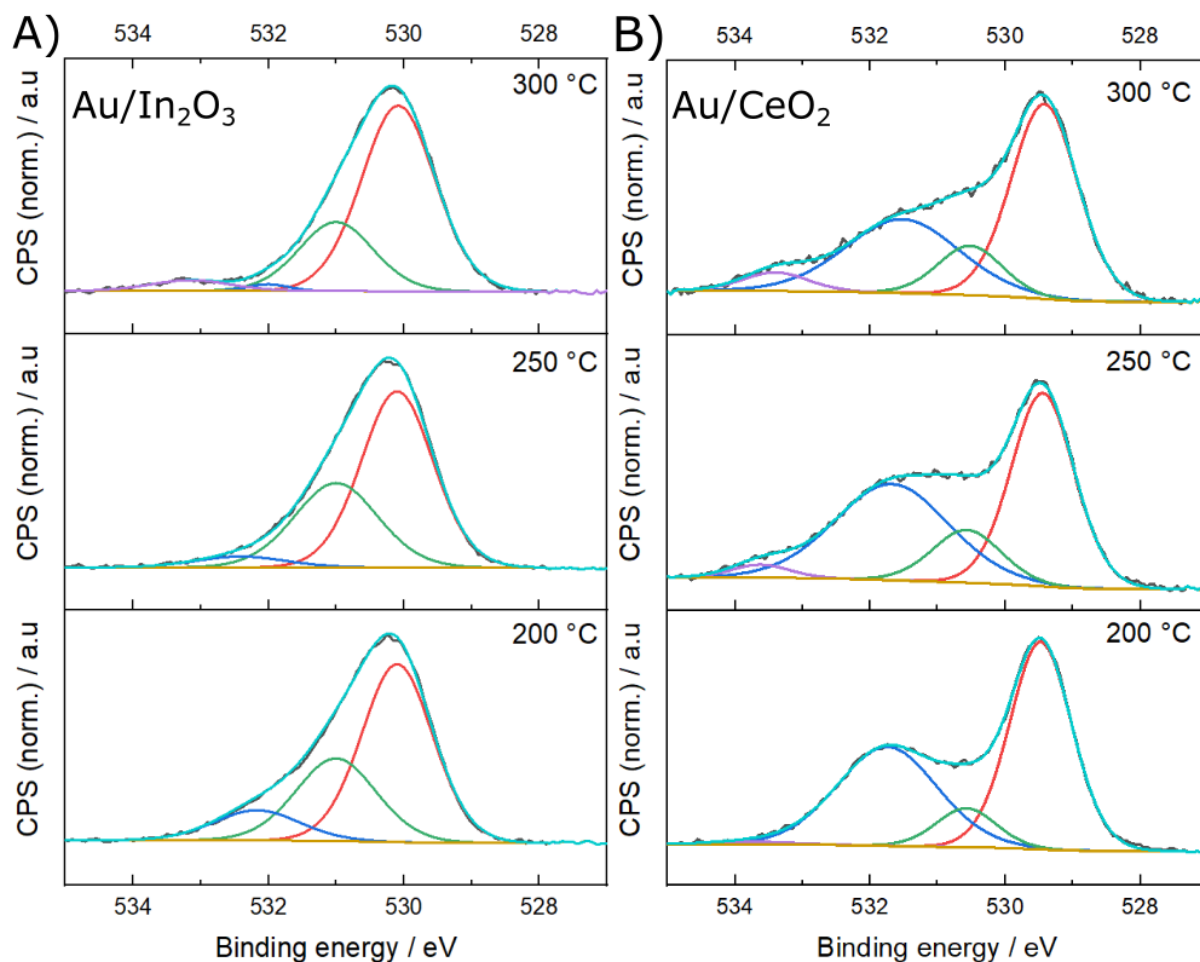 A)
534 532 530 528
Au/In₂O₃
300 °C
CPS (norm.) / a.u
250 °C
CPS (norm.) / a.u
200 °C
CPS (norm.) / a.u
534 532 530 528
Binding energy / eV
B)
534 532 530 528
Au/CeO₂
300 °C
CPS (norm.) / a.u
250 °C
CPS (norm.) / a.u
200 °C
CPS (norm.) / a.u
534 532 530 528
Binding energy / eV